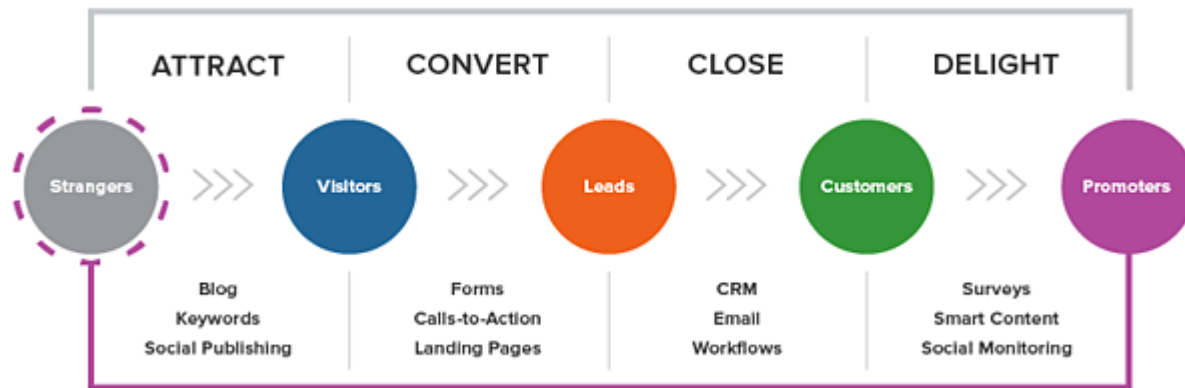 ATTRACT
CONVERT
CLOSE
DELIGHT
Strangers
Visitors
Leads
Customers
Promoters
Blog
Keywords
Social Publishing
Forms
Calls-to-Action
Landing Pages
CRM
Email
Workflows
Surveys
Smart Content
Social Monitoring